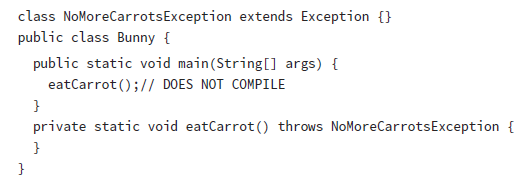 class NoMoreCarrotsException extends Exception {}
public class Bunny {
  public static void main(String[] args) {
    eatCarrot();// DOES NOT COMPILE
  }
  private static void eatCarrot() throws NoMoreCarrotsException {
  }
}